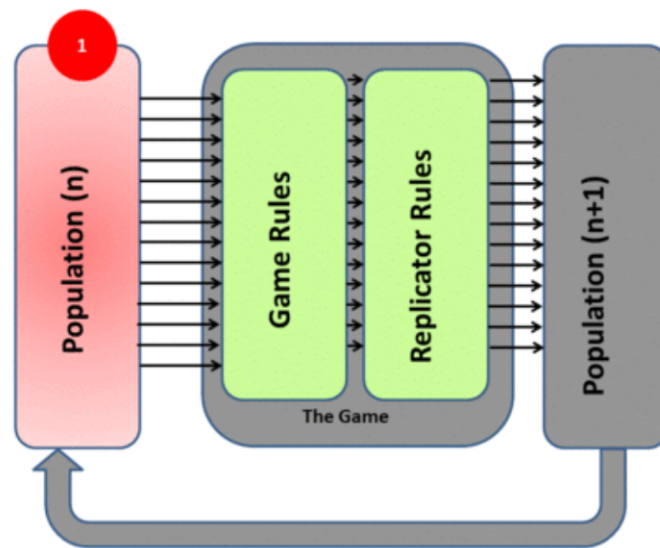 1
Population (n)
Game Rules
Replicator Rules
The Game
Population (n+1)